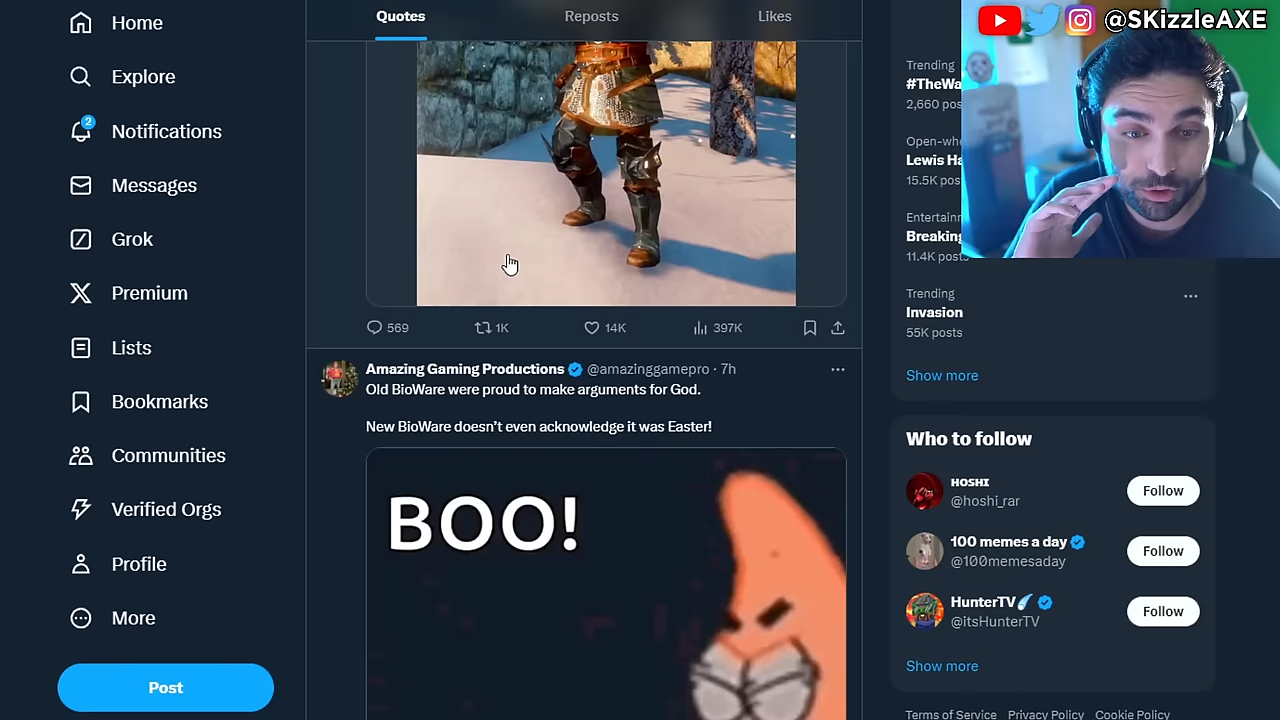 Home
Explore
2
Notifications
Messages
Grok
Premium
Lists
Bookmarks
Communities
Verified Orgs
Profile
More
Post
Quotes
Reposts
Likes
569
1K
14K
397K
Amazing Gaming Productions @amazinggamepro · 7h
Old BioWare were proud to make arguments for God.
New BioWare doesn't even acknowledge it was Easter!
BOO!
@SKizzleAXE
Trending
#TheWa
2,660 pos
Open-whe
Lewis Ha
15.5K pos
Entertainm
Breaking
11.4K posts
Trending
Invasion
55K posts
Show more
Who to follow
HOSHI
@hoshi_rar
Follow
100 memes a day
@100memesaday
Follow
HunterTV
@itsHunterTV
Follow
Show more
Terms of Service Privacy Policy Cookie Policy